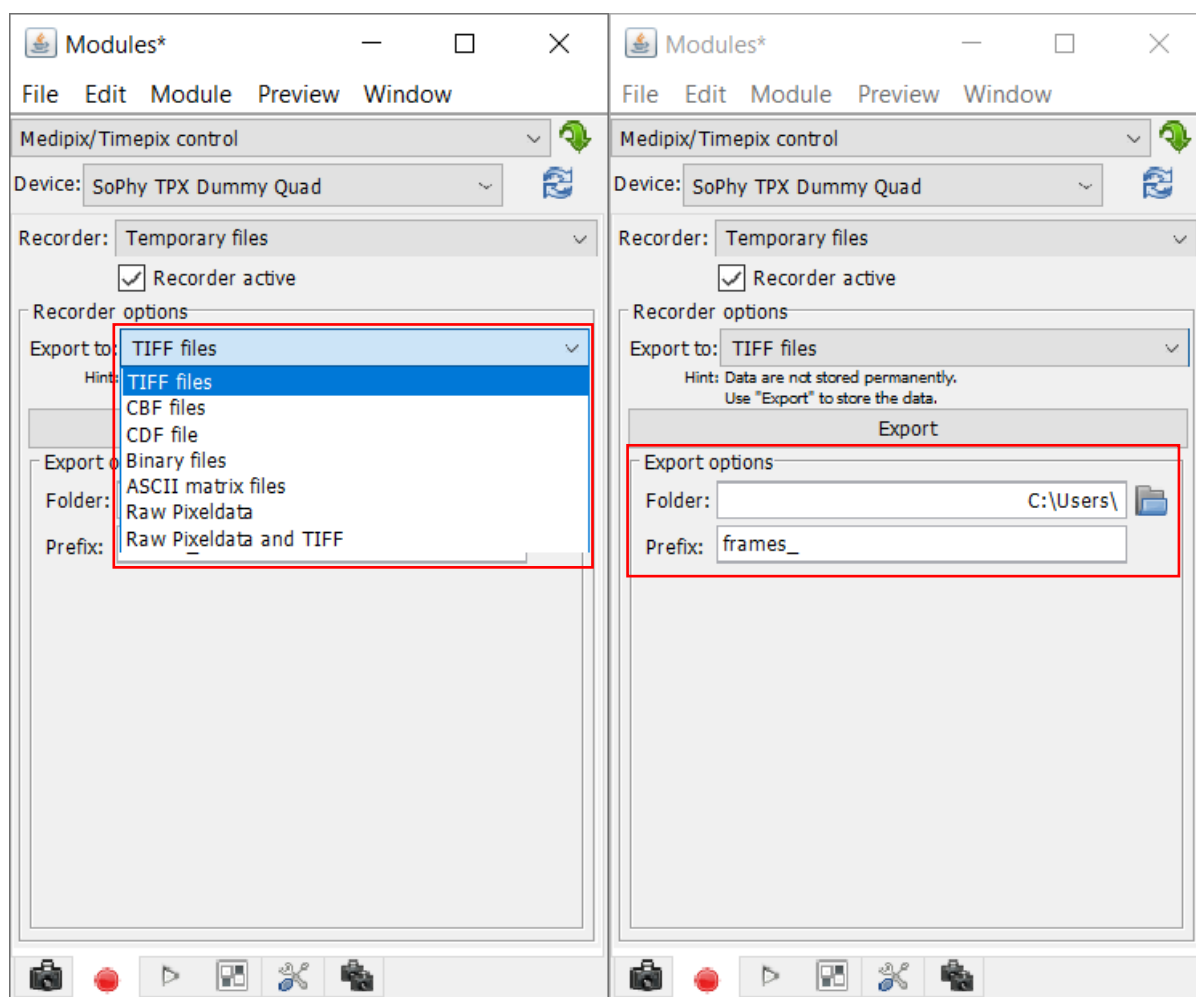 Modules*
File Edit Module Preview Window
Medipix/Timepix control
Device: SoPhy TPX Dummy Quad
Recorder: Temporary files
Recorder active
Recorder options
Export to: TIFF files
Hint:
TIFF files
CBF files
CDF file
Binary files
ASCII matrix files
Raw Pixeldata
Raw Pixeldata and TIFF
Export o
Folder:
Prefix:
Modules*
File Edit Module Preview Window
Medipix/Timepix control
Device: SoPhy TPX Dummy Quad
Recorder: Temporary files
Recorder active
Recorder options
Export to: TIFF files
Hint: Data are not stored permanently.
Use "Export" to store the data.
Export
Export options
Folder: C:\Users\
Prefix: frames_